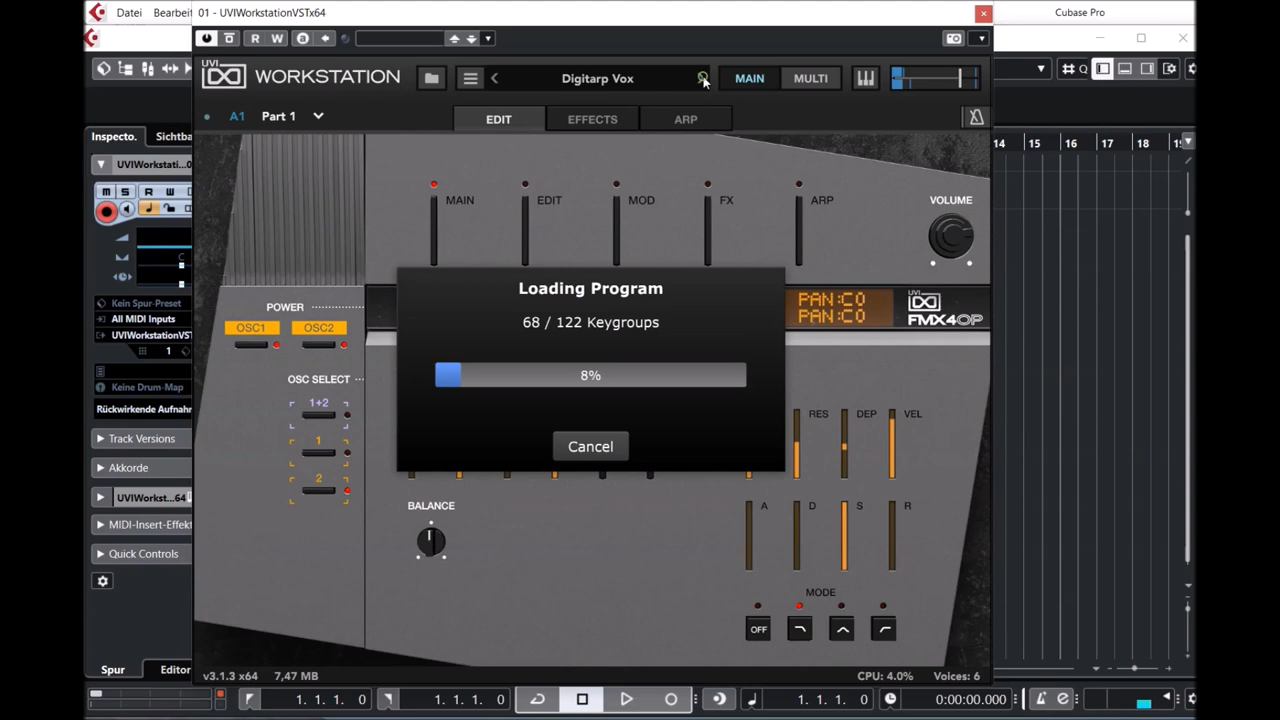 Datei Bearbeit
01 - UVIWorkstationVSTx64
Cubase Pro
R W a
UVI WORKSTATION
Digitarp Vox
MAIN MULTI
Q
A1 Part 1
EDIT EFFECTS ARP
Inspecto. Sichtba
14 15 16 17 18
UVIWorkstati...0
M S R W
MAIN EDIT MOD FX ARP
VOLUME
C
Kein Spur-Preset
All MIDI Inputs
UVIWorkstationVS
1
Keine Drum-Map
Rückwirkende Aufnahm
Track Versions
Akkorde
UVIWorkst...64
MIDI-Insert-Effekt
Quick Controls
POWER
OSC1 OSC2
OSC SELECT
1+2
1
2
Loading Program
68 / 122 Keygroups
8%
Cancel
PAN:C0
PAN:C0
UVI
FMX4OP
RES DEP VEL
BALANCE
A D S R
MODE
OFF
Spur Editor
v3.1.3 x64 7,47 MB
CPU: 4.0% Voices: 6
1. 1. 1. 0
1. 1. 1. 0
1. 1. 1. 0
0:00:00.000